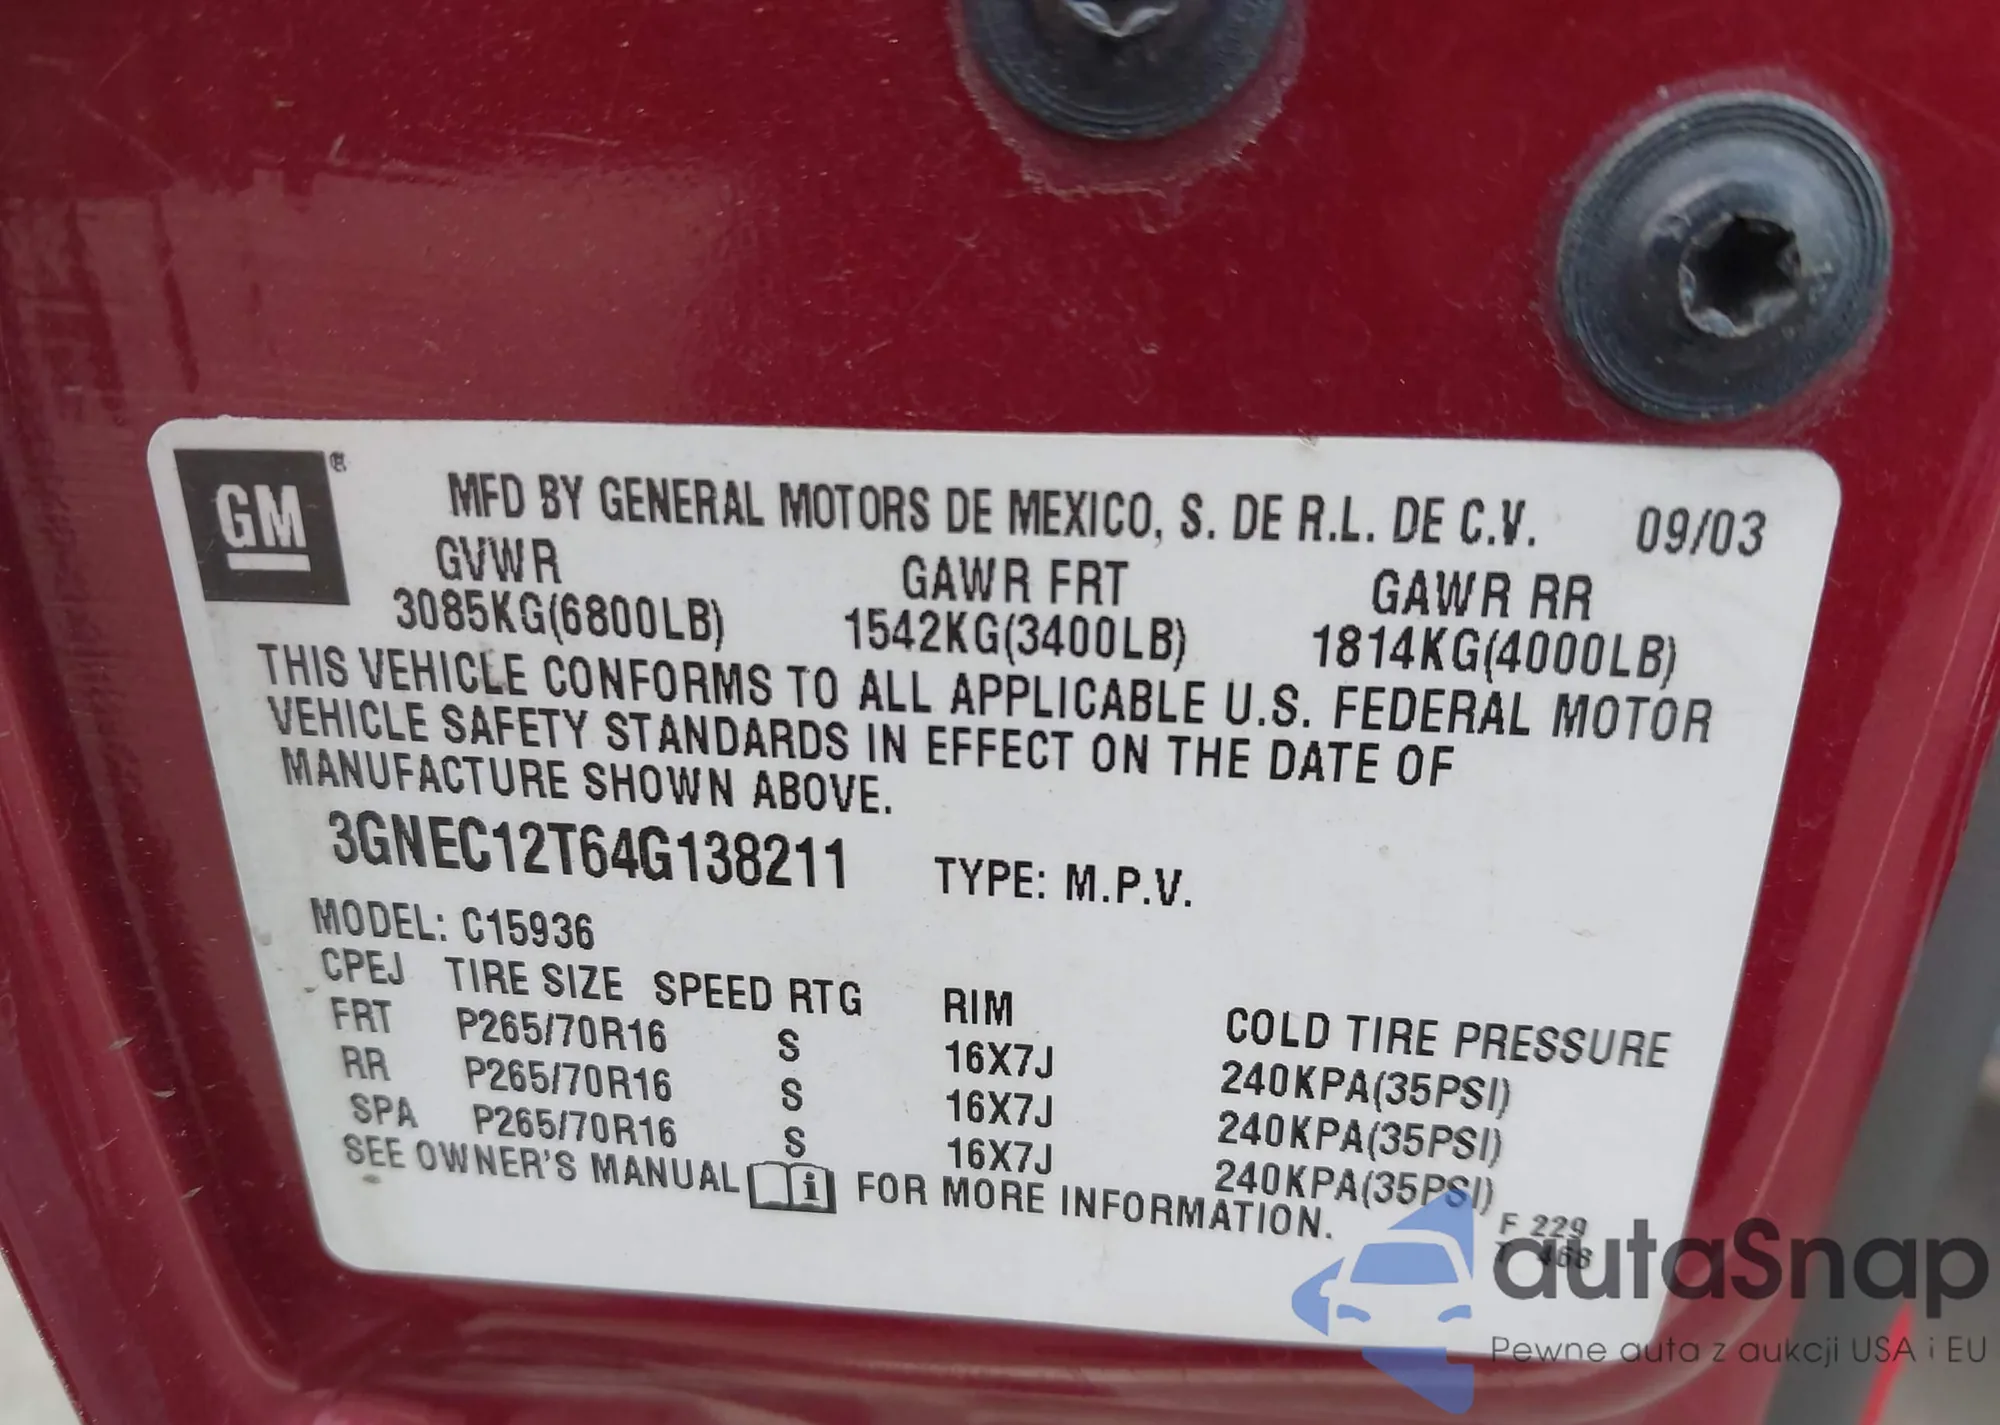 GM ®
MFD BY GENERAL MOTORS DE MEXICO, S. DE R.L. DE C.V. 09/03
GVWR GAWR FRT GAWR RR
3085KG(6800LB) 1542KG(3400LB) 1814KG(4000LB)
THIS VEHICLE CONFORMS TO ALL APPLICABLE U.S. FEDERAL MOTOR
VEHICLE SAFETY STANDARDS IN EFFECT ON THE DATE OF
MANUFACTURE SHOWN ABOVE.
3GNEC12T64G138211 TYPE: M.P.V.
MODEL: C15936
CPEJ TIRE SIZE SPEED RTG RIM COLD TIRE PRESSURE
FRT P265/70R16 S 16X7J 240KPA(35PSI)
RR P265/70R16 S 16X7J 240KPA(35PSI)
SPA P265/70R16 S 16X7J 240KPA(35PSI)
SEE OWNER'S MANUAL i FOR MORE INFORMATION.
F 229
T 468
autaSnap
Pewne auta z aukcji USA i EU